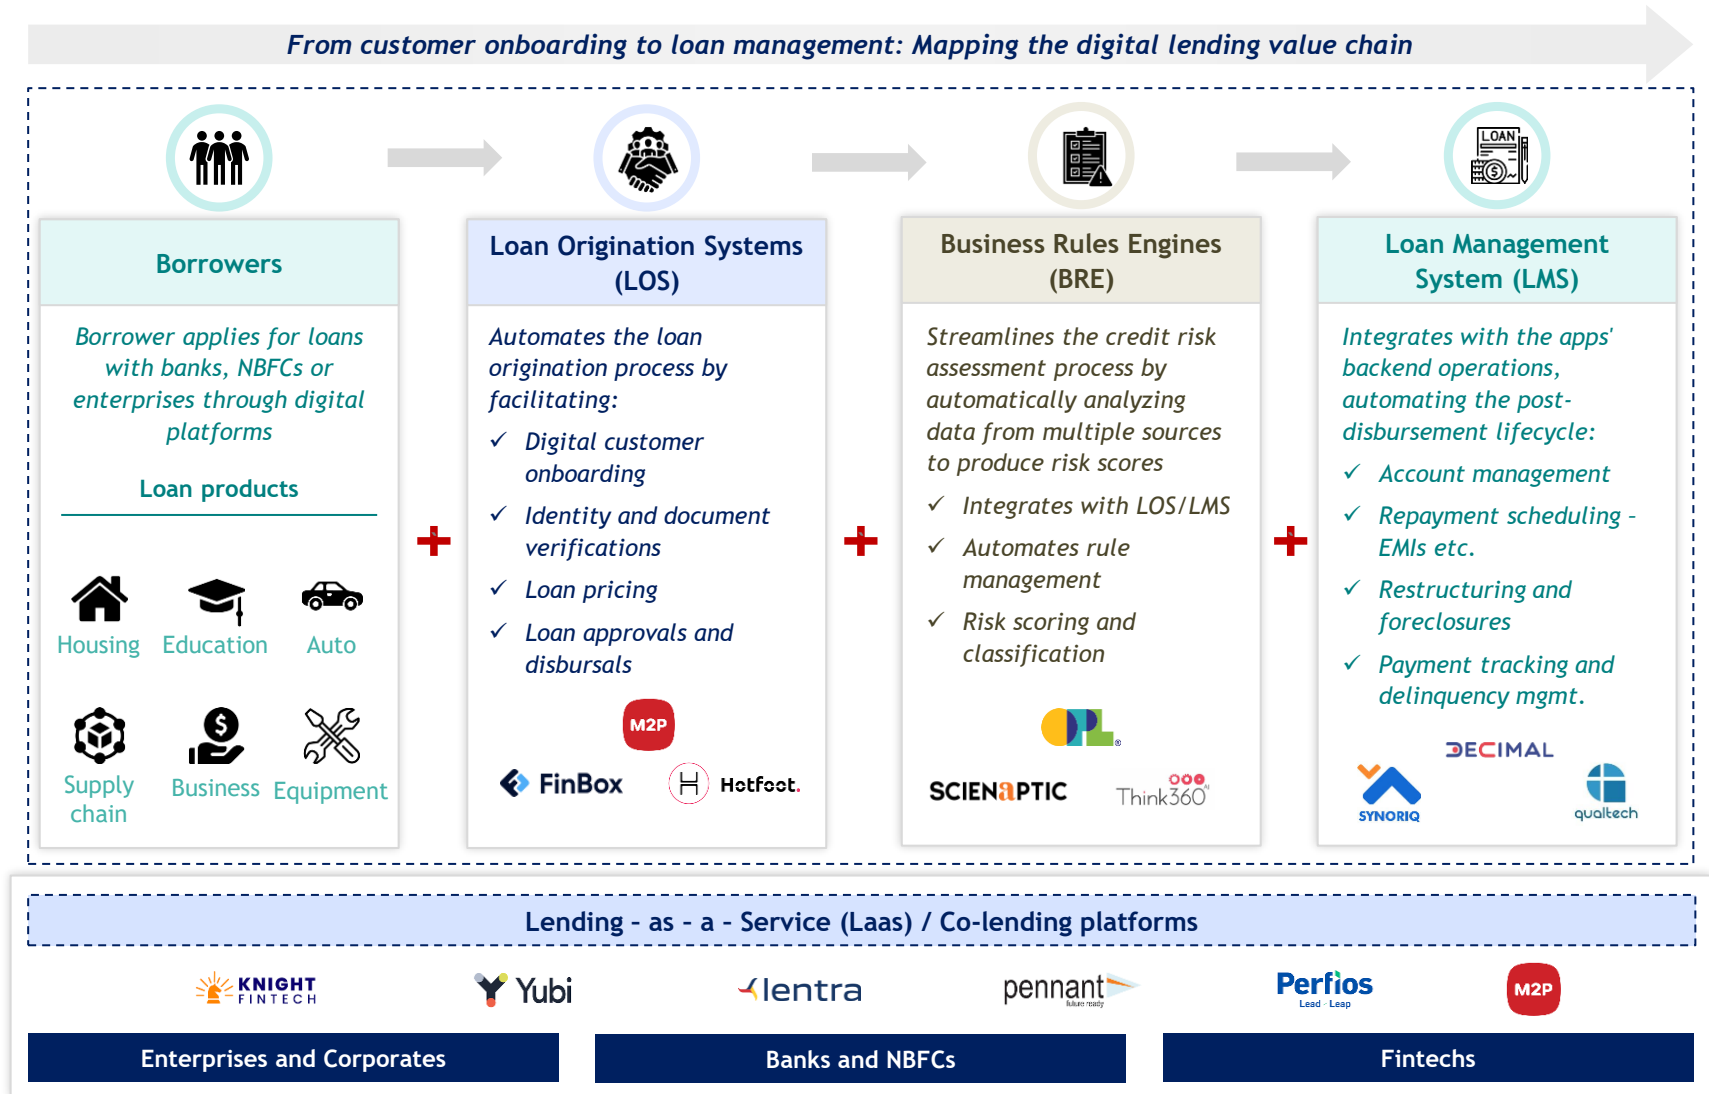 From customer onboarding to loan management: Mapping the digital lending value chain
LOAN
Borrowers
Borrower applies for loans
with banks, NBFCs or
enterprises through digital
platforms
Loan products
Housing
Education
Auto
Supply
chain
Business
Equipment
Loan Origination Systems
(LOS)
Automates the loan
origination process by
facilitating:
✓ Digital customer
onboarding
✓ Identity and document
verifications
✓ Loan pricing
✓ Loan approvals and
disbursals
M2P
FinBox
H Hotfoot.
Business Rules Engines
(BRE)
Streamlines the credit risk
assessment process by
automatically analyzing
data from multiple sources
to produce risk scores
✓ Integrates with LOS/LMS
✓ Automates rule
management
✓ Risk scoring and
classification
OPL®
SCIENAPTIC
Think360 AI
Loan Management
System (LMS)
Integrates with the apps'
backend operations,
automating the post-
disbursement lifecycle:
✓ Account management
✓ Repayment scheduling –
EMIs etc.
✓ Restructuring and
foreclosures
✓ Payment tracking and
delinquency mgmt.
DECIMAL
SYNORIQ
qualtech
Lending – as – a – Service (Laas) / Co-lending platforms
KNIGHT
FINTECH
Yubi
lentra
pennant
future ready
Perfios
Lead - Leap
M2P
Enterprises and Corporates
Banks and NBFCs
Fintechs